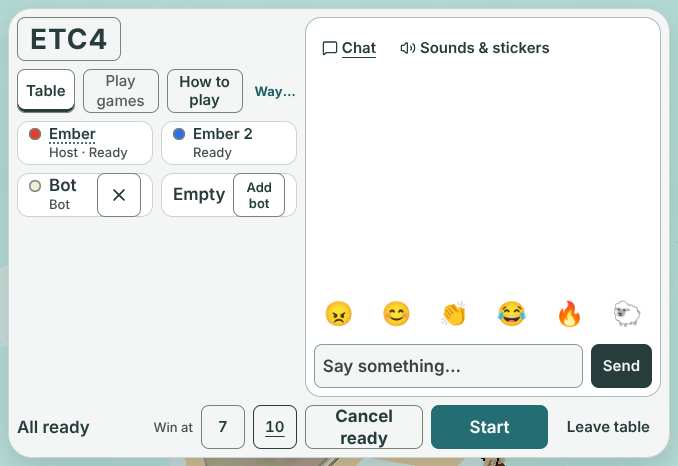 ETC4
Chat
Sounds & stickers
Table
Play
games
How to
play
Way...
Ember
Host · Ready
Ember 2
Ready
Bot
Bot
Empty
Add
bot
Say something...
Send
All ready
Win at
7
10
Cancel
ready
Start
Leave table